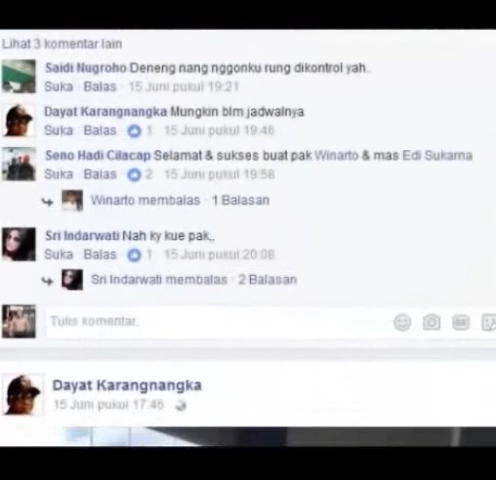 Lihat 3 komentar lain
Saidi Nugroho Deneng nang nggonku rung dikontrol yah..
Suka · Balas · 15 Juni pukul 19:21
Dayat Karangnangka Mungkin blm jadwalnya
Suka · Balas · 1 · 15 Juni pukul 19:46
Seno Hadi Cilacap Selamat & sukses buat pak Winarto & mas Edi Sukarna
Suka · Balas · 2 · 15 Juni pukul 19:58
Winarto membalas · 1 Balasan
Sri Indarwati Nah ky kue pak,,
Suka · Balas · 1 · 15 Juni pukul 20:08
Sri Indarwati membalas · 2 Balasan
Tulis komentar...
Dayat Karangnangka
15 Juni pukul 17:46 ·